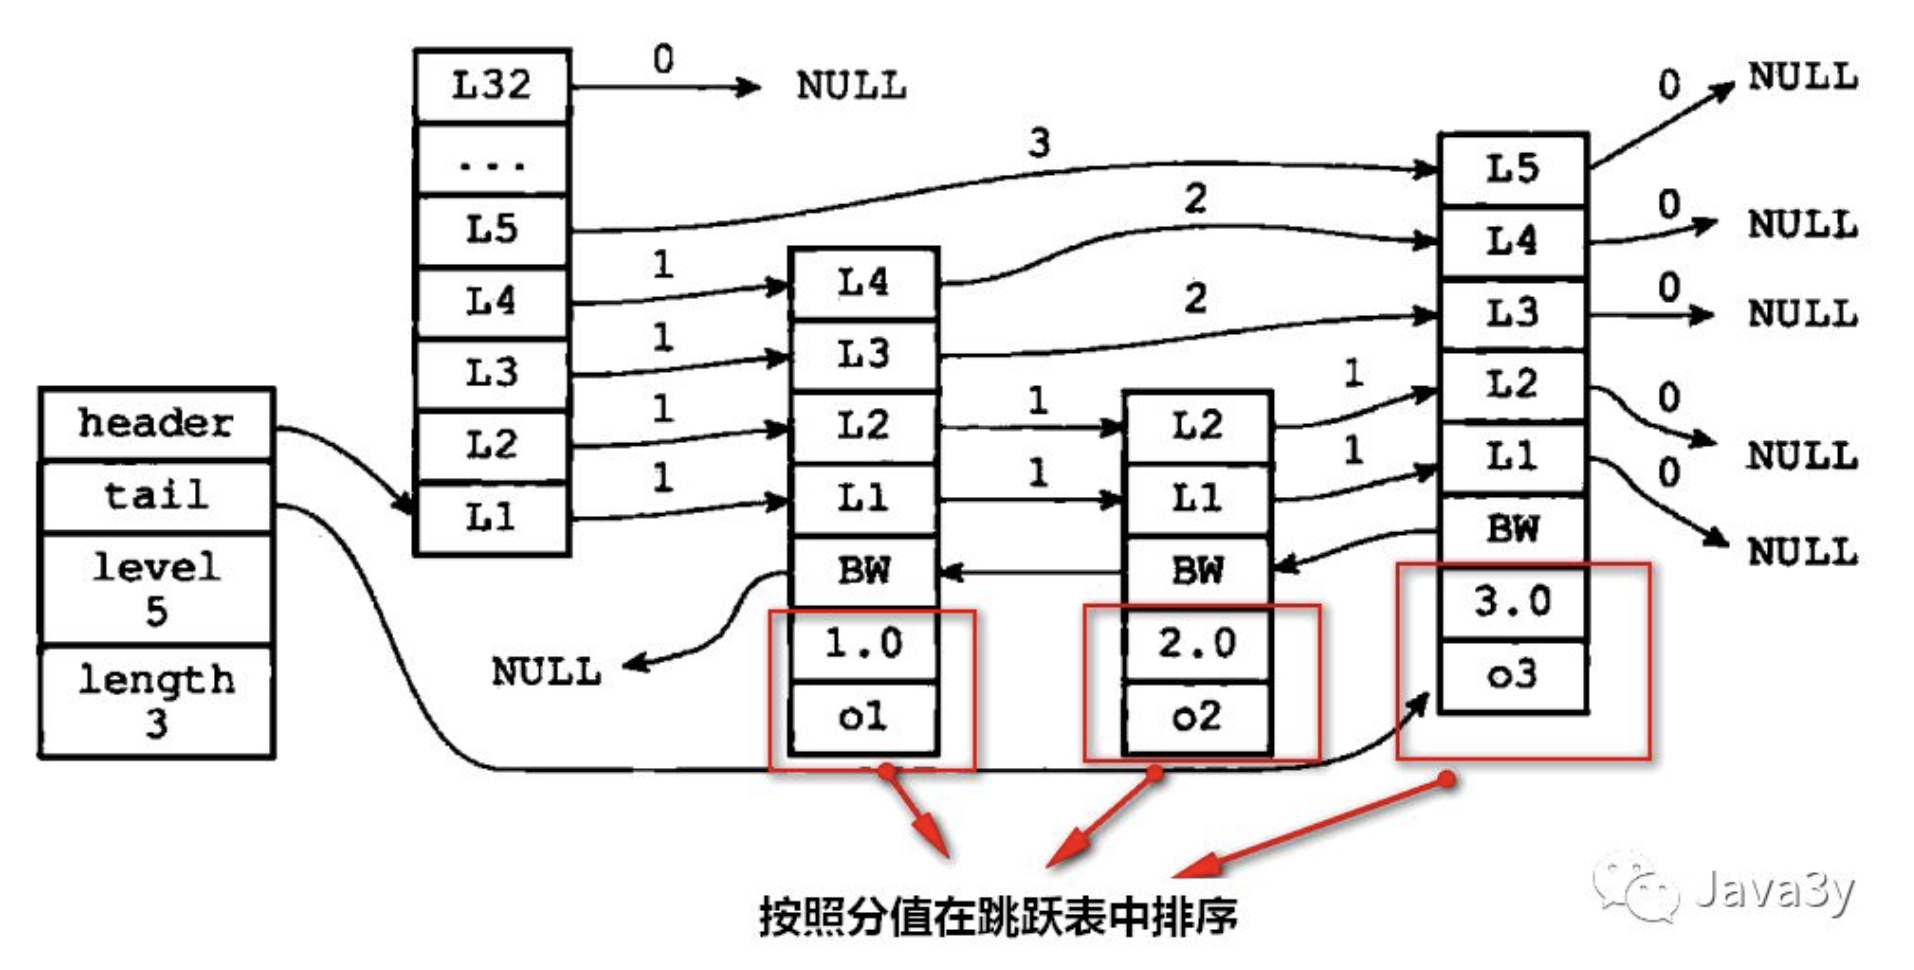 header
tail
level
5
length
3
L32
...
L5
L4
L3
L2
L1
0
NULL
3
1
1
1
1
L4
L3
L2
L1
BW
1.0
o1
NULL
2
2
1
1
L2
L1
BW
2.0
o2
1
1
L5
L4
L3
L2
L1
BW
3.0
o3
0
NULL
0
NULL
0
NULL
0
NULL
0
NULL
按照分值在跳跃表中排序
Java3y